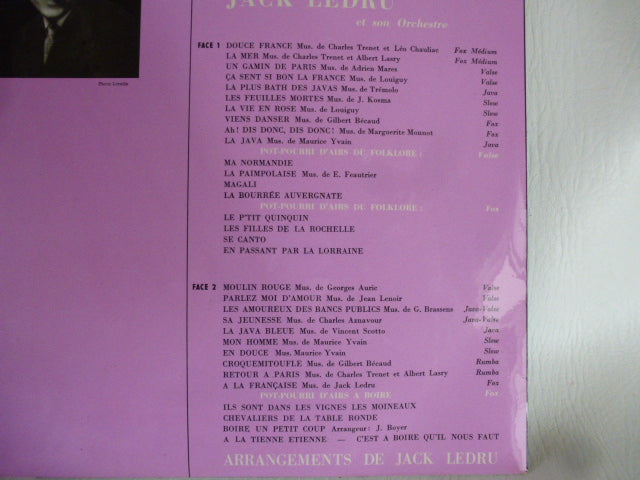 JACK LEDRU
et son Orchestre
FACE 1 DOUCE FRANCE Mus. de Charles Trenet et Léo Chauliac Fox Médium
LA MER Mus. de Charles Trenet et Albert Lasry Fox Médium
UN GAMIN DE PARIS Mus. de Adrien Mares Valse
ÇA SENT SI BON LA FRANCE Mus. de Louiguy Valse
LA PLUS BATH DES JAVAS Mus. de Trémolo Java
LES FEUILLES MORTES Mus. de J. Kosma Slow
LA VIE EN ROSE Mus. de Louiguy Slow
VIENS DANSER Mus. de Gilbert Bécaud Fox
Ah! DIS DONC, DIS DONC! Mus. de Marguerite Monnot Fox
LA JAVA Mus. de Maurice Yvain Java
POT-POURRI D'AIRS DU FOLKLORE : Valse
MA NORMANDIE
LA PAIMPOLAISE Mus. de E. Feautrier
MAGALI
LA BOURRÉE AUVERGNATE
POT-POURRI D'AIRS DU FOLKLORE : Fox
LE P'TIT QUINQUIN
LES FILLES DE LA ROCHELLE
SE CANTO
EN PASSANT PAR LA LORRAINE
FACE 2 MOULIN ROUGE Mus. de Georges Auric Valse
PARLEZ MOI D'AMOUR Mus. de Jean Lenoir Valse
LES AMOUREUX DES BANCS PUBLICS Mus. de G. Brassens Java-Valse
SA JEUNESSE Mus. de Charles Aznavour Java-Valse
LA JAVA BLEUE Mus. de Vincent Scotto Java
MON HOMME Mus. de Maurice Yvain Slow
EN DOUCE Mus. Maurice Yvain Slow
CROQUEMITOUFLE Mus. de Gilbert Bécaud Rumba
RETOUR A PARIS Mus. de Charles Trenet et Albert Lasry Rumba
A LA FRANÇAISE Mus. de Jack Ledru Fox
POT-POURRI D'AIRS A BOIRE Fox
ILS SONT DANS LES VIGNES LES MOINEAUX
CHEVALIERS DE LA TABLE RONDE
BOIRE UN PETIT COUP Arrangeur: J. Boyer
A LA TIENNE ETIENNE — C'EST A BOIRE QU'IL NOUS FAUT
ARRANGEMENTS DE JACK LEDRU